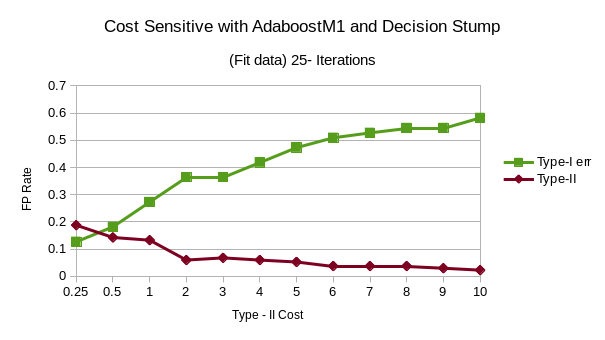 Cost Sensitive with AdaboostM1 and Decision Stump
(Fit data) 25- Iterations
0.7
0.6
0.5
0.4
0.3
0.2
0.1
0
FP Rate
0.25 0.5 1 2 3 4 5 6 7 8 9 10
Type - II Cost
Type-I err
Type-II